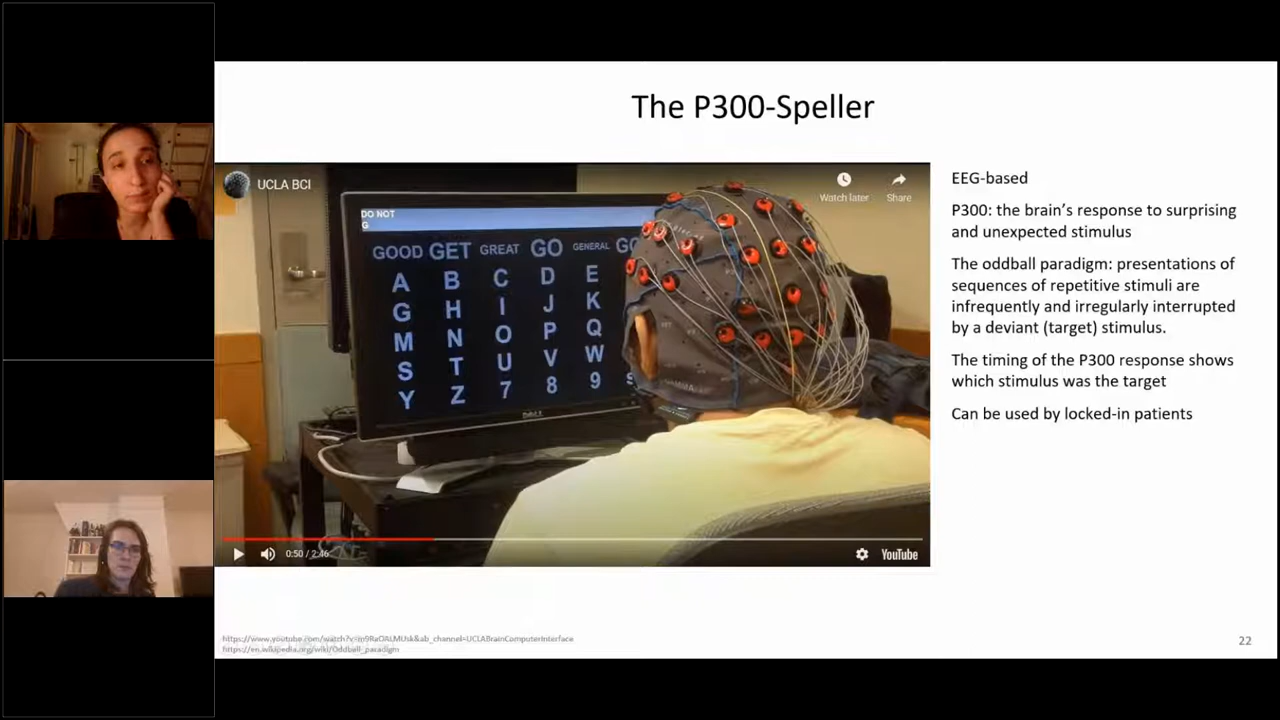 The P300-Speller
UCLA BCI
Watch later
Share
DO NOT
G
GOOD GET GREAT GO GENERAL GO
A B C D E
G H I J K
M N O P Q
S T U V W
Y Z 7 8 9
0:50 / 2:46
YouTube
EEG-based
P300: the brain’s response to surprising
and unexpected stimulus
The oddball paradigm: presentations of
sequences of repetitive stimuli are
infrequently and irregularly interrupted
by a deviant (target) stimulus.
The timing of the P300 response shows
which stimulus was the target
Can be used by locked-in patients
https://en.wikipedia.org/wiki/Oddball_paradigm
22